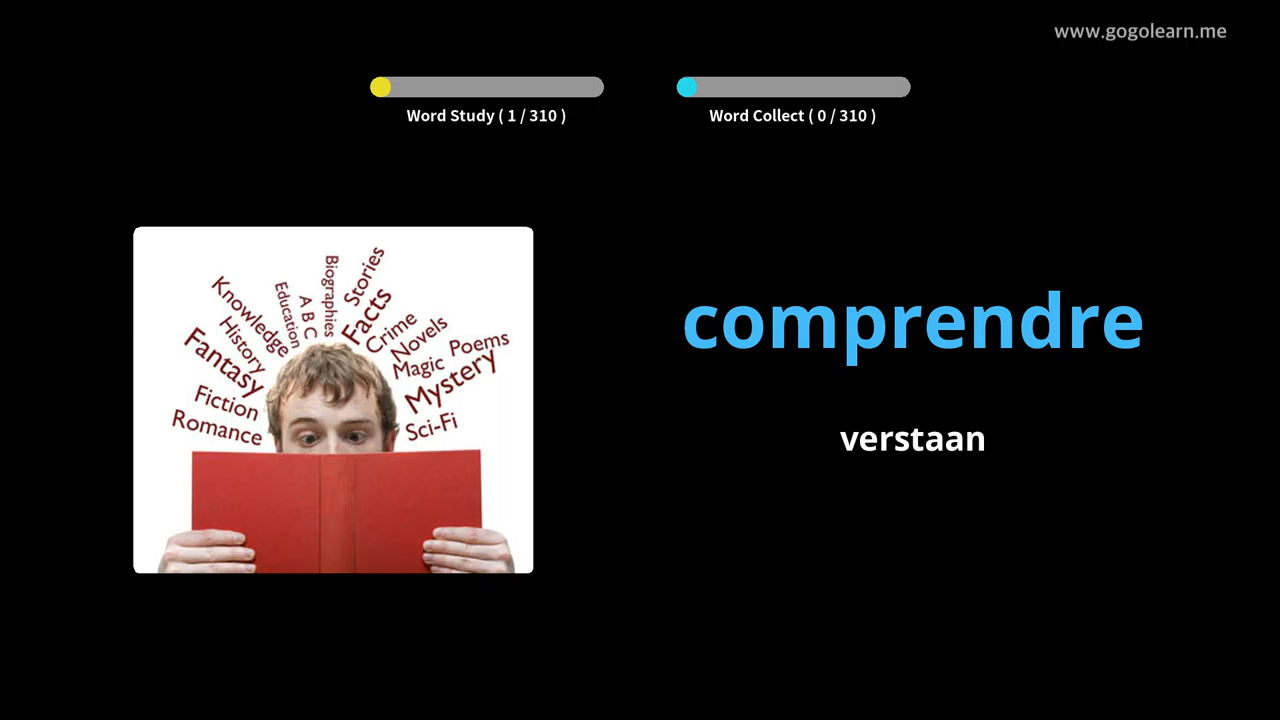 www.gogolearn.me
Word Study ( 1 / 310 )
Word Collect ( 0 / 310 )
comprendre
verstaan
Biographies
Stories
Education
A B C
Facts
Knowledge
Crime
History
Novels
Poems
Fantasy
Magic
Mystery
Fiction
Romance
Sci-Fi